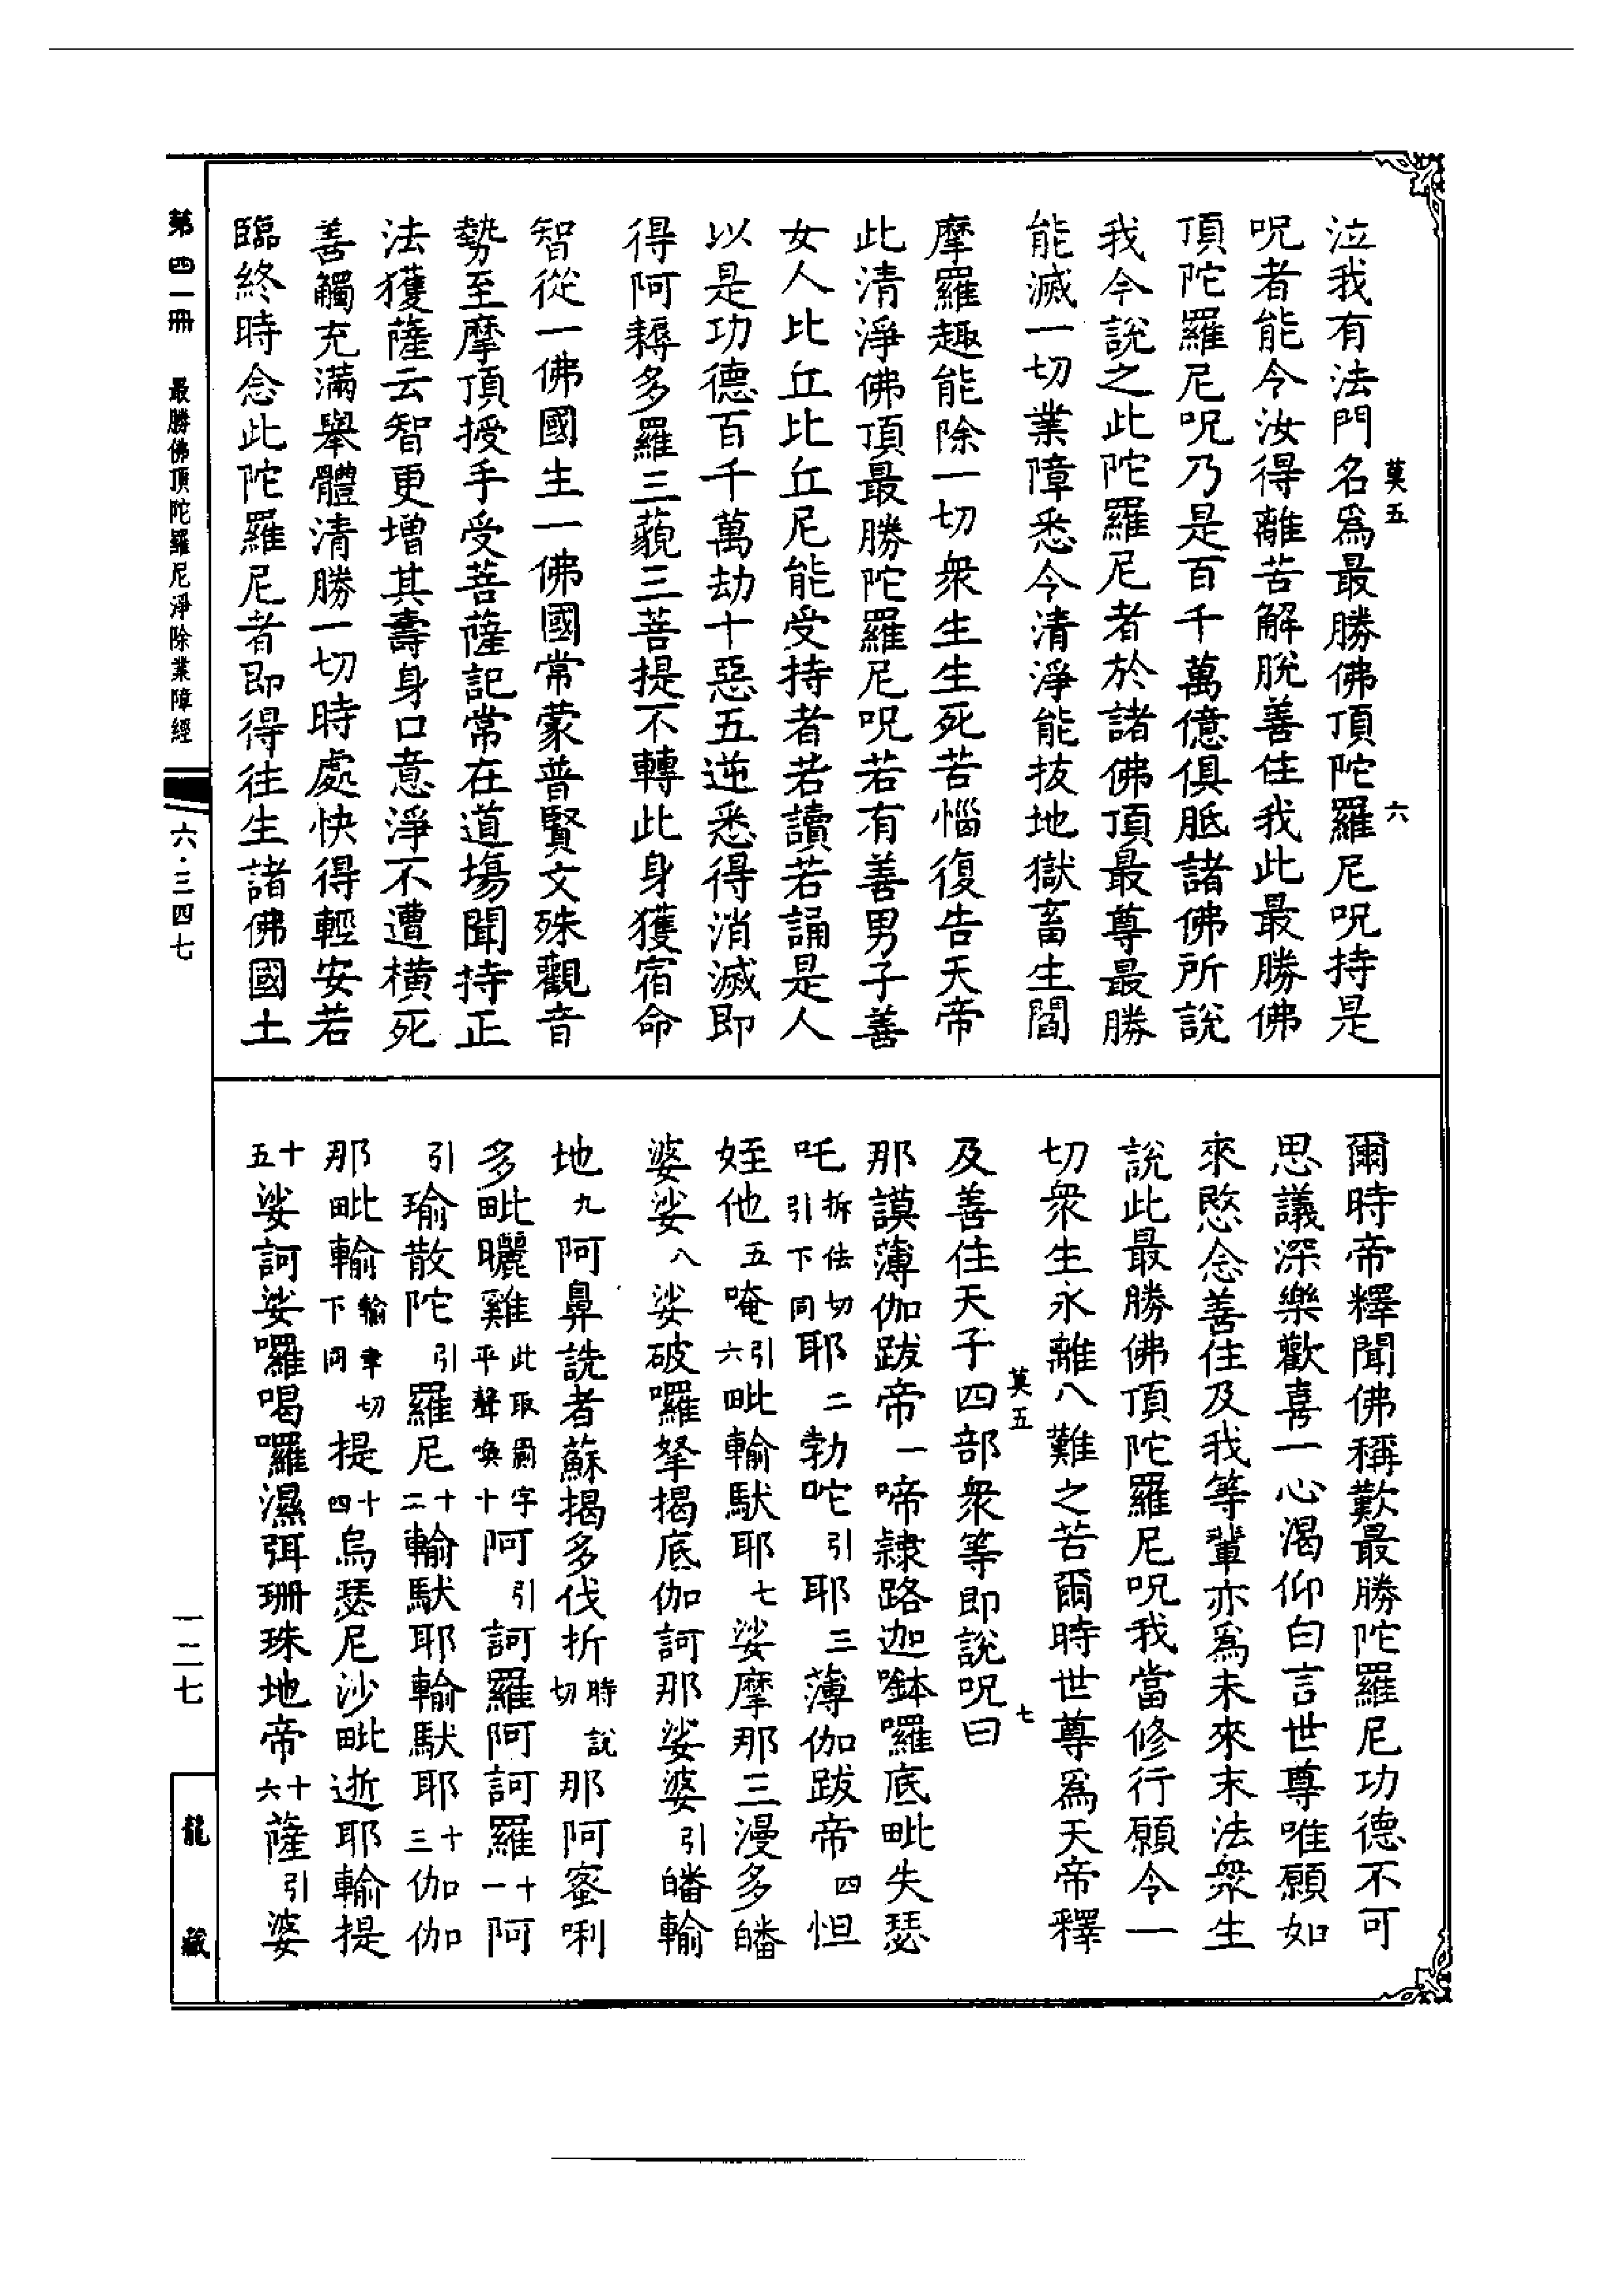 泣我有法門名為最勝佛頂陀羅尼呪持是
莫五 六
呪者能令汝得離苦解脫善住我此最勝佛
頂陀羅尼呪乃是百千萬億俱胝諸佛所說
我今說之此陀羅尼者於諸佛頂最尊最勝
能滅一切業障悉令清淨能拔地獄畜生閻
摩羅趣能除一切眾生生死苦惱復告天帝
此清淨佛頂最勝陀羅尼呪若有善男子善
女人比丘比丘尼能受持者若讀若誦是人
以是功德百千萬劫十惡五逆悉得消滅即
得阿耨多羅三藐三菩提不轉此身獲宿命
智從一佛國生一佛國常蒙普賢文殊觀音
勢至摩頂授手受菩薩記常在道場聞持正
法獲薩云智更增其壽身口意淨不遭橫死
善觸充滿舉體清勝一切時處快得輕安若
臨終時念此陀羅尼者即得往生諸佛國土
爾時帝釋聞佛稱歎最勝陀羅尼功德不可
思議深樂歡喜一心渴仰白言世尊唯願如
來愍念善住及我等輩亦為未來末法眾生
說此最勝佛頂陀羅尼呪我當修行願令一
切眾生永離八難之苦爾時世尊為天帝釋
莫五 七
及善住天子四部眾等即說呪曰
那謨薄伽跋帝一啼隸路迦𭉨囉底毗失瑟
吒拆佉切引下同耶二勃咜引耶三薄伽跋帝四怛
姪他五唵引六毗輸馱耶七娑摩那三漫多皤
婆娑八娑破囉拏揭底伽訶那娑婆引皤輸
地九阿鼻詵者蘇揭多伐折時說切那阿蜜唎
多毗曬雞此取罽字平聲喚十阿引訶羅阿訶羅十一阿
引瑜散陀引羅尼十二輸馱耶輸馱耶十三伽伽
那毗輸輸聿切下同提十四烏瑟尼沙毗逝耶輸提
十五娑訶娑囉喝囉濕弭珊珠地帝十六薩引婆
第四一冊 最勝佛頂陀羅尼淨除業障經
六·三四七
一二七
龍藏